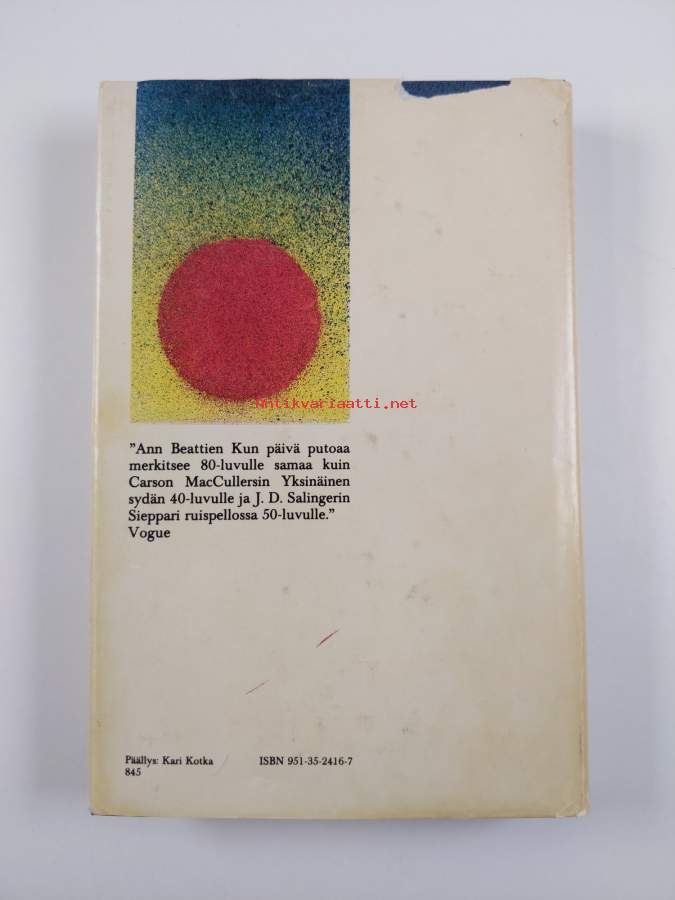 Antikvariaatti.net
”Ann Beattien Kun päivä putoaa
merkitsee 80-luvulle samaa kuin
Carson MacCullersin Yksinäinen
sydän 40-luvulle ja J. D. Salingerin
Sieppari ruispellossa 50-luvulle.”
Vogue
Päällys: Kari Kotka ISBN 951-35-2416-7
845